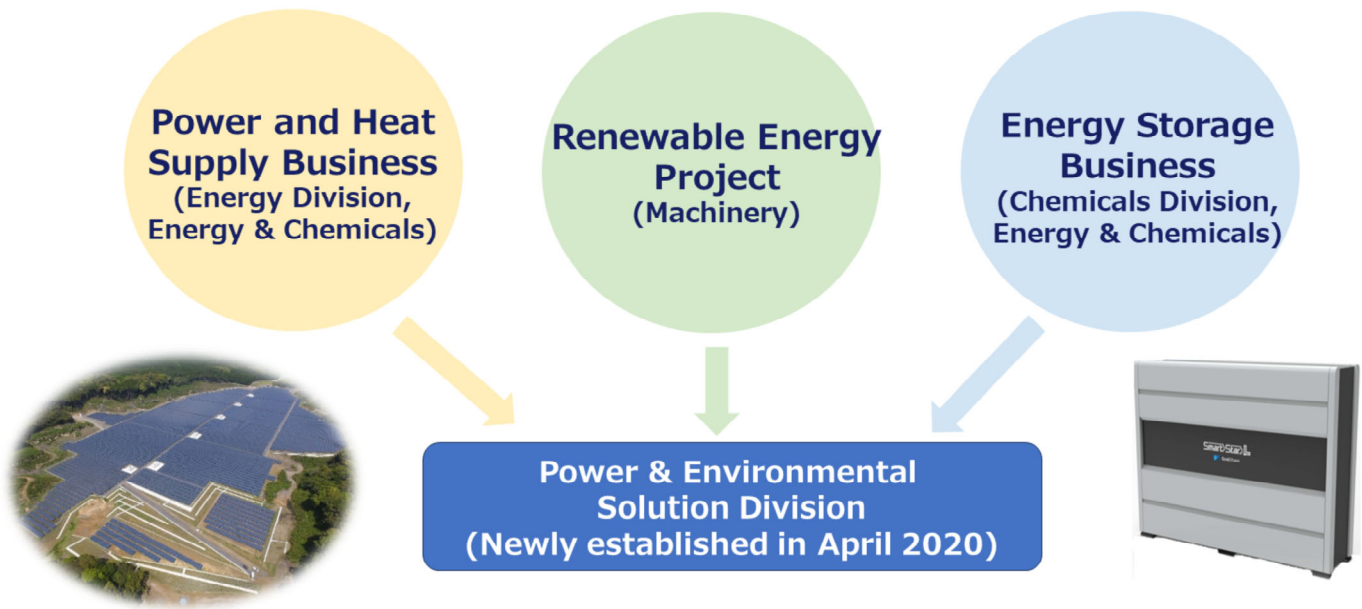 Power and Heat
Supply Business
(Energy Division,
Energy & Chemicals)
Renewable Energy
Project
(Machinery)
Energy Storage
Business
(Chemicals Division,
Energy & Chemicals)
Power & Environmental
Solution Division
(Newly established in April 2020)